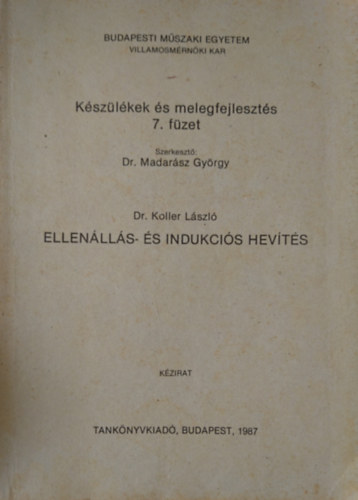 BUDAPESTI MŰSZAKI EGYETEM
VILLAMOSMÉRNÖKI KAR
Készülékek és melegfejlesztés
7. füzet
Szerkesztő:
Dr. Madarász György
Dr. Koller László
ELLENÁLLÁS- ÉS INDUKCIÓS HEVÍTÉS
KÉZIRAT
TANKÖNYVKIADÓ, BUDAPEST, 1987